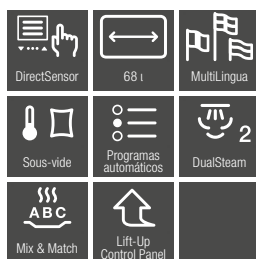 DirectSensor
68 ι
MultiLingua
Sous-vide
Programas
automáticos
2
DualSteam
ABC
Mix & Match
Lift-Up
Control Panel